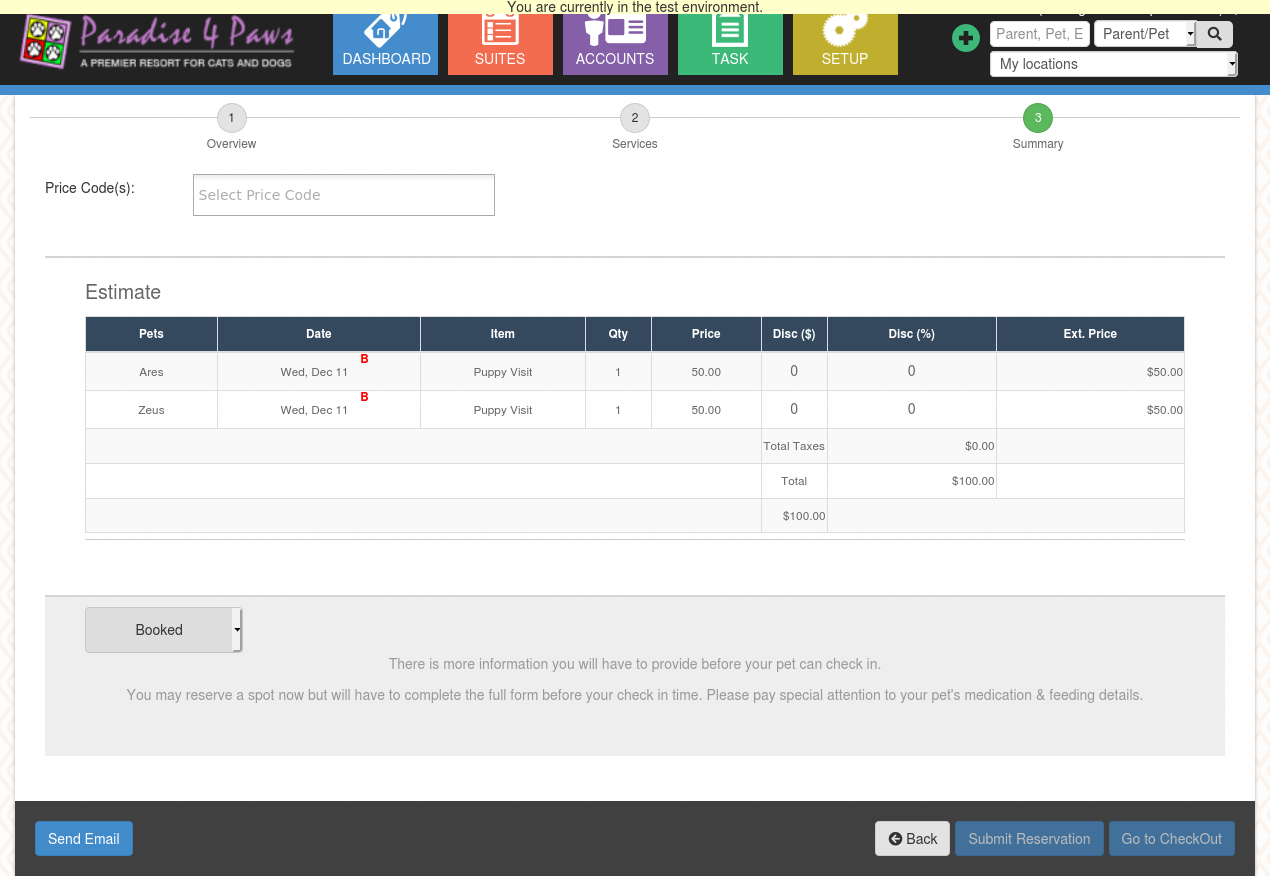 You are currently in the test environment.
Paradise 4 Paws
A PREMIER RESORT FOR CATS AND DOGS
DASHBOARD
SUITES
ACCOUNTS
TASK
SETUP
Parent, Pet, E
Parent/Pet
My locations
1
2
3
Overview
Services
Summary
Price Code(s):
Select Price Code
Estimate
Pets Date Item Qty Price Disc ($) Disc (%) Ext. Price
Ares Wed, Dec 11 B Puppy Visit 1 50.00 0 0 $50.00
Zeus Wed, Dec 11 B Puppy Visit 1 50.00 0 0 $50.00
Total Taxes $0.00
Total $100.00
$100.00
Booked
There is more information you will have to provide before your pet can check in.
You may reserve a spot now but will have to complete the full form before your check in time. Please pay special attention to your pet's medication & feeding details.
Send Email
Back
Submit Reservation
Go to CheckOut